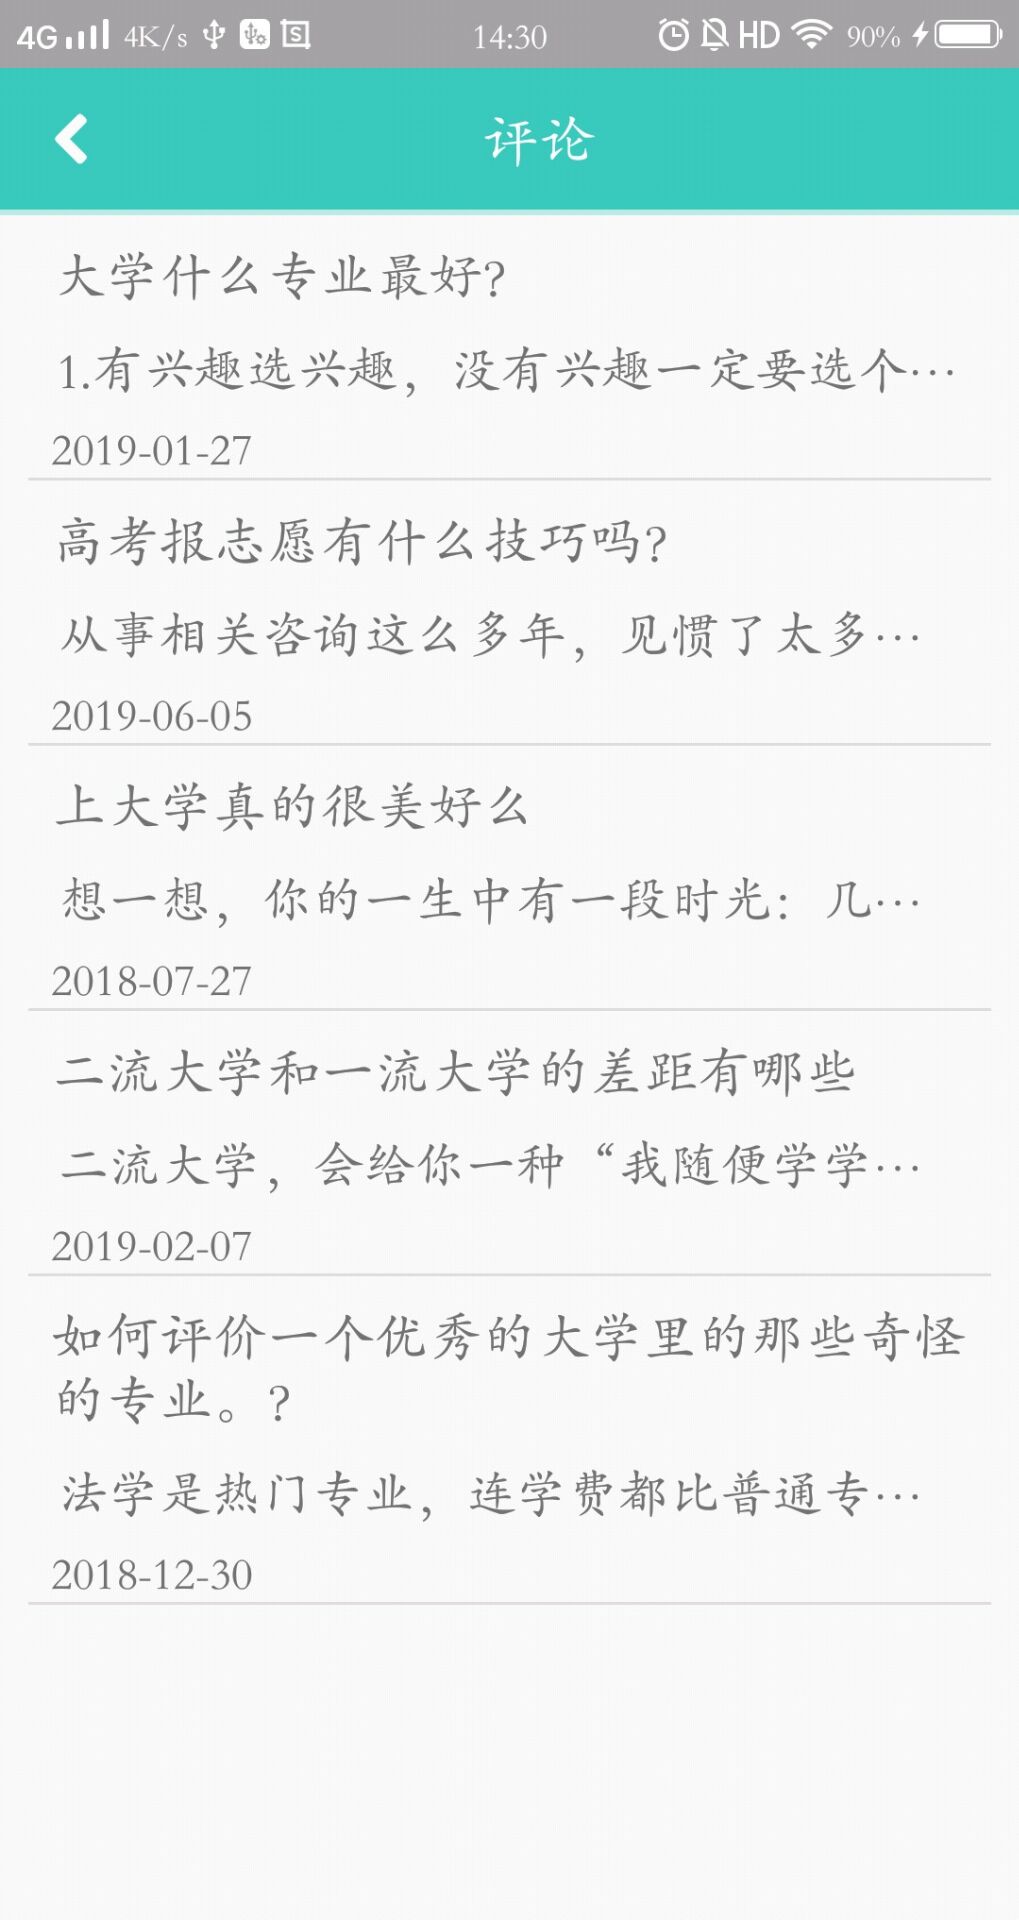 4G 4K/s 14:30 HD 90%
评论
大学什么专业最好?
1.有兴趣选兴趣，没有兴趣一定要选个…
2019-01-27
高考报志愿有什么技巧吗?
从事相关咨询这么多年，见惯了太多…
2019-06-05
上大学真的很美好么
想一想，你的一生中有一段时光：几…
2018-07-27
二流大学和一流大学的差距有哪些
二流大学，会给你一种“我随便学学…
2019-02-07
如何评价一个优秀的大学里的那些奇怪
的专业。?
法学是热门专业，连学费都比普通专…
2018-12-30